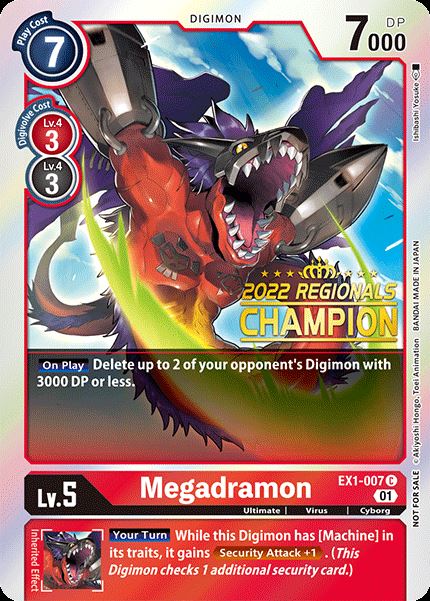 DIGIMON
Play Cost
7
7000
DP
Digivolve Cost
Lv.4
3
Lv.4
3
Ishibashi Yosuke
2022 REGIONALS
CHAMPION
On Play Delete up to 2 of your opponent's Digimon with
3000 DP or less.
NOT FOR SALE ©Akiyoshi Hongo, Toei Animation BANDAI MADE IN JAPAN
Lv.5
Megadramon
EX1-007 C
01
Ultimate | Virus | Cyborg
Inherited Effect
Your Turn While this Digimon has [Machine] in
its traits, it gains Security Attack +1 . (This
Digimon checks 1 additional security card.)